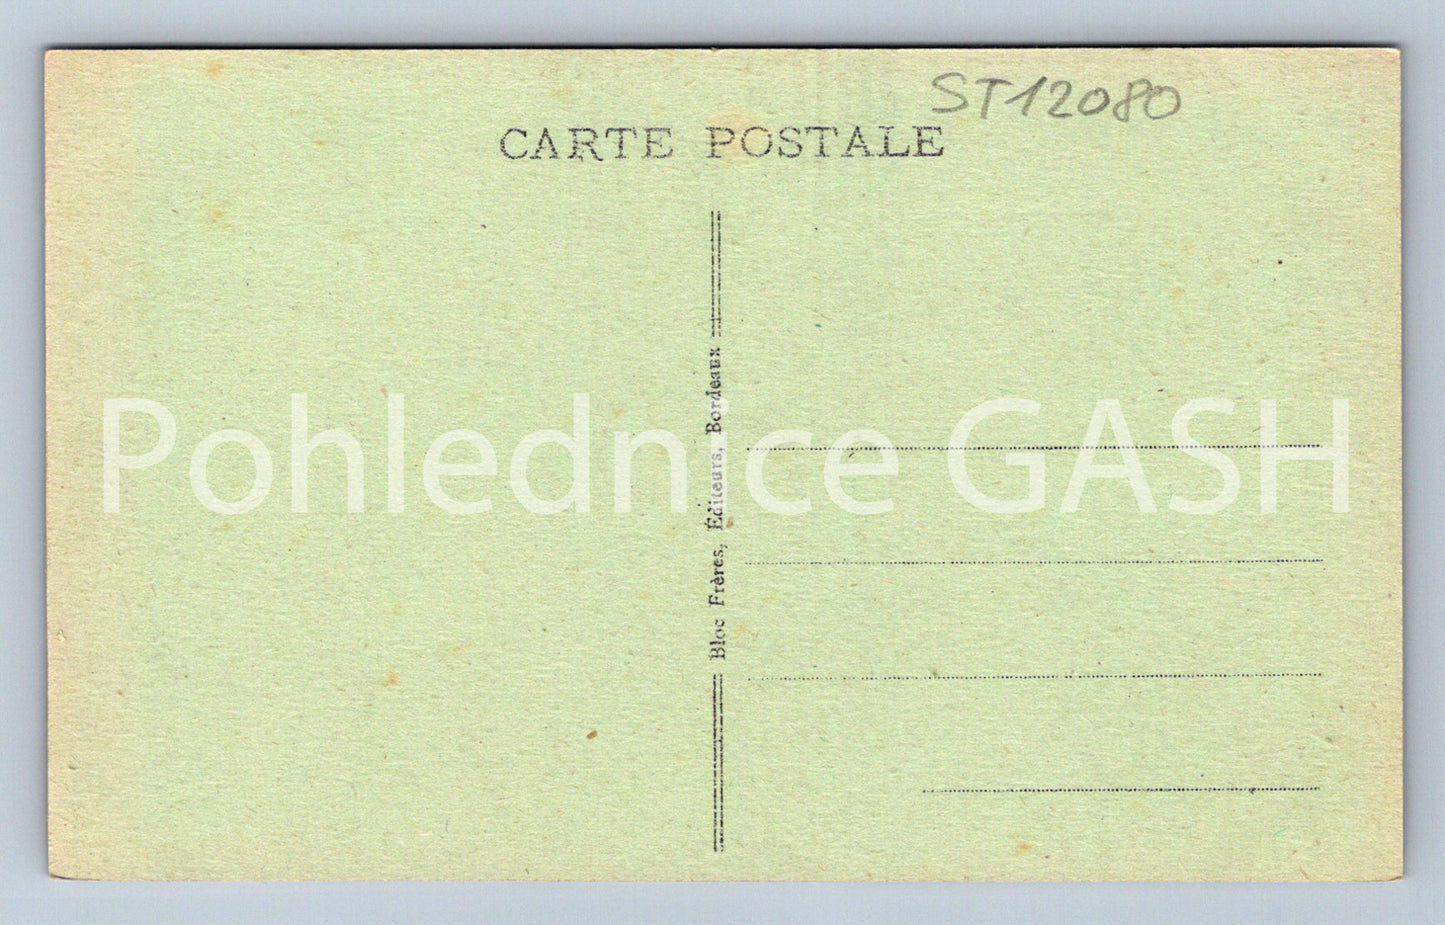 ST12080
CARTE POSTALE
Bloc Frères, Éditeurs, Bordeaux
Pohlednice GASH